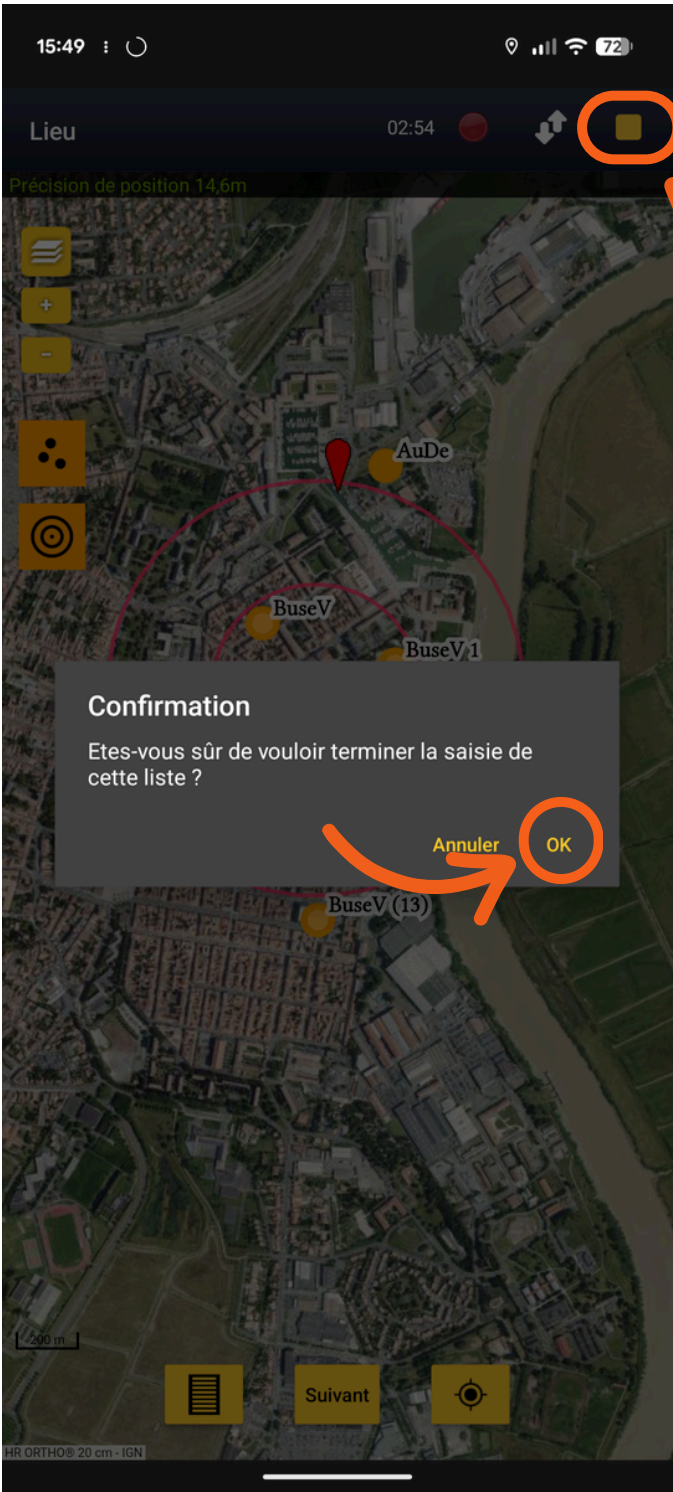 15:49
72
Lieu
02:54
Précision de position 14,6m
+
-
AuDe
BuseV
BuseV 1
Confirmation
Etes-vous sûr de vouloir terminer la saisie de
cette liste ?
Annuler
OK
BuseV (13)
200 m
Suivant
HR ORTHO® 20 cm - IGN